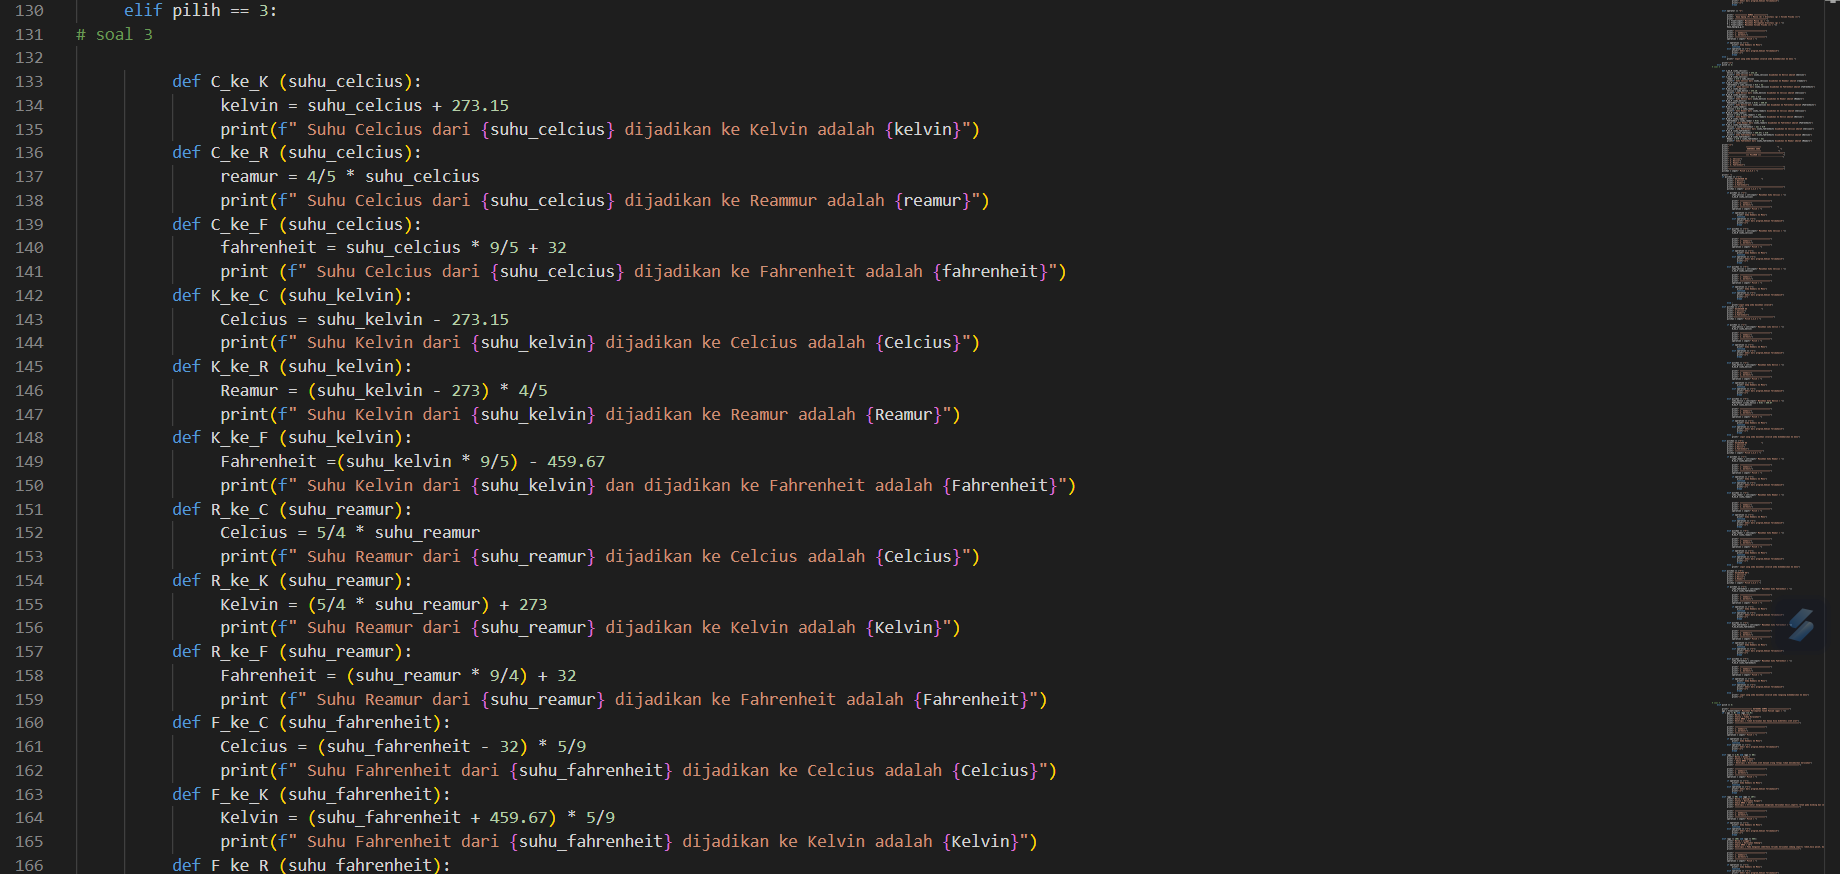 130 elif pilih == 3:
131 # soal 3
132
133 def C_ke_K (suhu_celcius):
134 kelvin = suhu_celcius + 273.15
135 print(f" Suhu Celcius dari {suhu_celcius} dijadikan ke Kelvin adalah {kelvin}")
136 def C_ke_R (suhu_celcius):
137 reamur = 4/5 * suhu_celcius
138 print(f" Suhu Celcius dari {suhu_celcius} dijadikan ke Reammur adalah {reamur}")
139 def C_ke_F (suhu_celcius):
140 fahrenheit = suhu_celcius * 9/5 + 32
141 print (f" Suhu Celcius dari {suhu_celcius} dijadikan ke Fahrenheit adalah {fahrenheit}")
142 def K_ke_C (suhu_kelvin):
143 Celcius = suhu_kelvin - 273.15
144 print(f" Suhu Kelvin dari {suhu_kelvin} dijadikan ke Celcius adalah {Celcius}")
145 def K_ke_R (suhu_kelvin):
146 Reamur = (suhu_kelvin - 273) * 4/5
147 print(f" Suhu Kelvin dari {suhu_kelvin} dijadikan ke Reamur adalah {Reamur}")
148 def K_ke_F (suhu_kelvin):
149 Fahrenheit =(suhu_kelvin * 9/5) - 459.67
150 print(f" Suhu Kelvin dari {suhu_kelvin} dan dijadikan ke Fahrenheit adalah {Fahrenheit}")
151 def R_ke_C (suhu_reamur):
152 Celcius = 5/4 * suhu_reamur
153 print(f" Suhu Reamur dari {suhu_reamur} dijadikan ke Celcius adalah {Celcius}")
154 def R_ke_K (suhu_reamur):
155 Kelvin = (5/4 * suhu_reamur) + 273
156 print(f" Suhu Reamur dari {suhu_reamur} dijadikan ke Kelvin adalah {Kelvin}")
157 def R_ke_F (suhu_reamur):
158 Fahrenheit = (suhu_reamur * 9/4) + 32
159 print (f" Suhu Reamur dari {suhu_reamur} dijadikan ke Fahrenheit adalah {Fahrenheit}")
160 def F_ke_C (suhu_fahrenheit):
161 Celcius = (suhu_fahrenheit - 32) * 5/9
162 print(f" Suhu Fahrenheit dari {suhu_fahrenheit} dijadikan ke Celcius adalah {Celcius}")
163 def F_ke_K (suhu_fahrenheit):
164 Kelvin = (suhu_fahrenheit + 459.67) * 5/9
165 print(f" Suhu Fahrenheit dari {suhu_fahrenheit} dijadikan ke Kelvin adalah {Kelvin}")
166 def F_ke_R (suhu_fahrenheit):